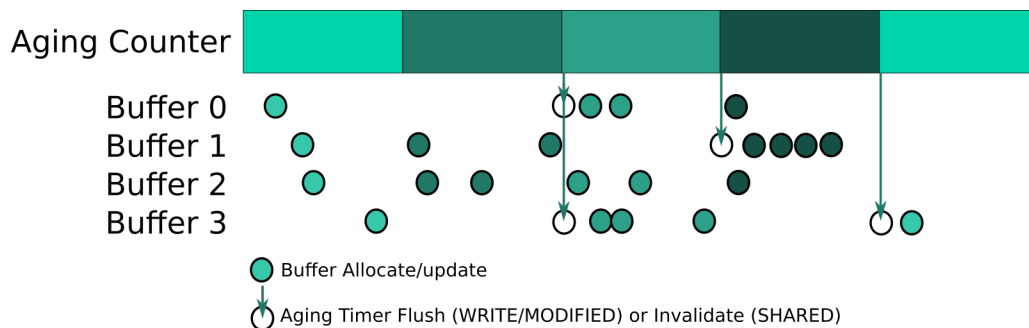 Aging Counter
Buffer 0
Buffer 1
Buffer 2
Buffer 3
Buffer Allocate/update
Aging Timer Flush (WRITE/MODIFIED) or Invalidate (SHARED)